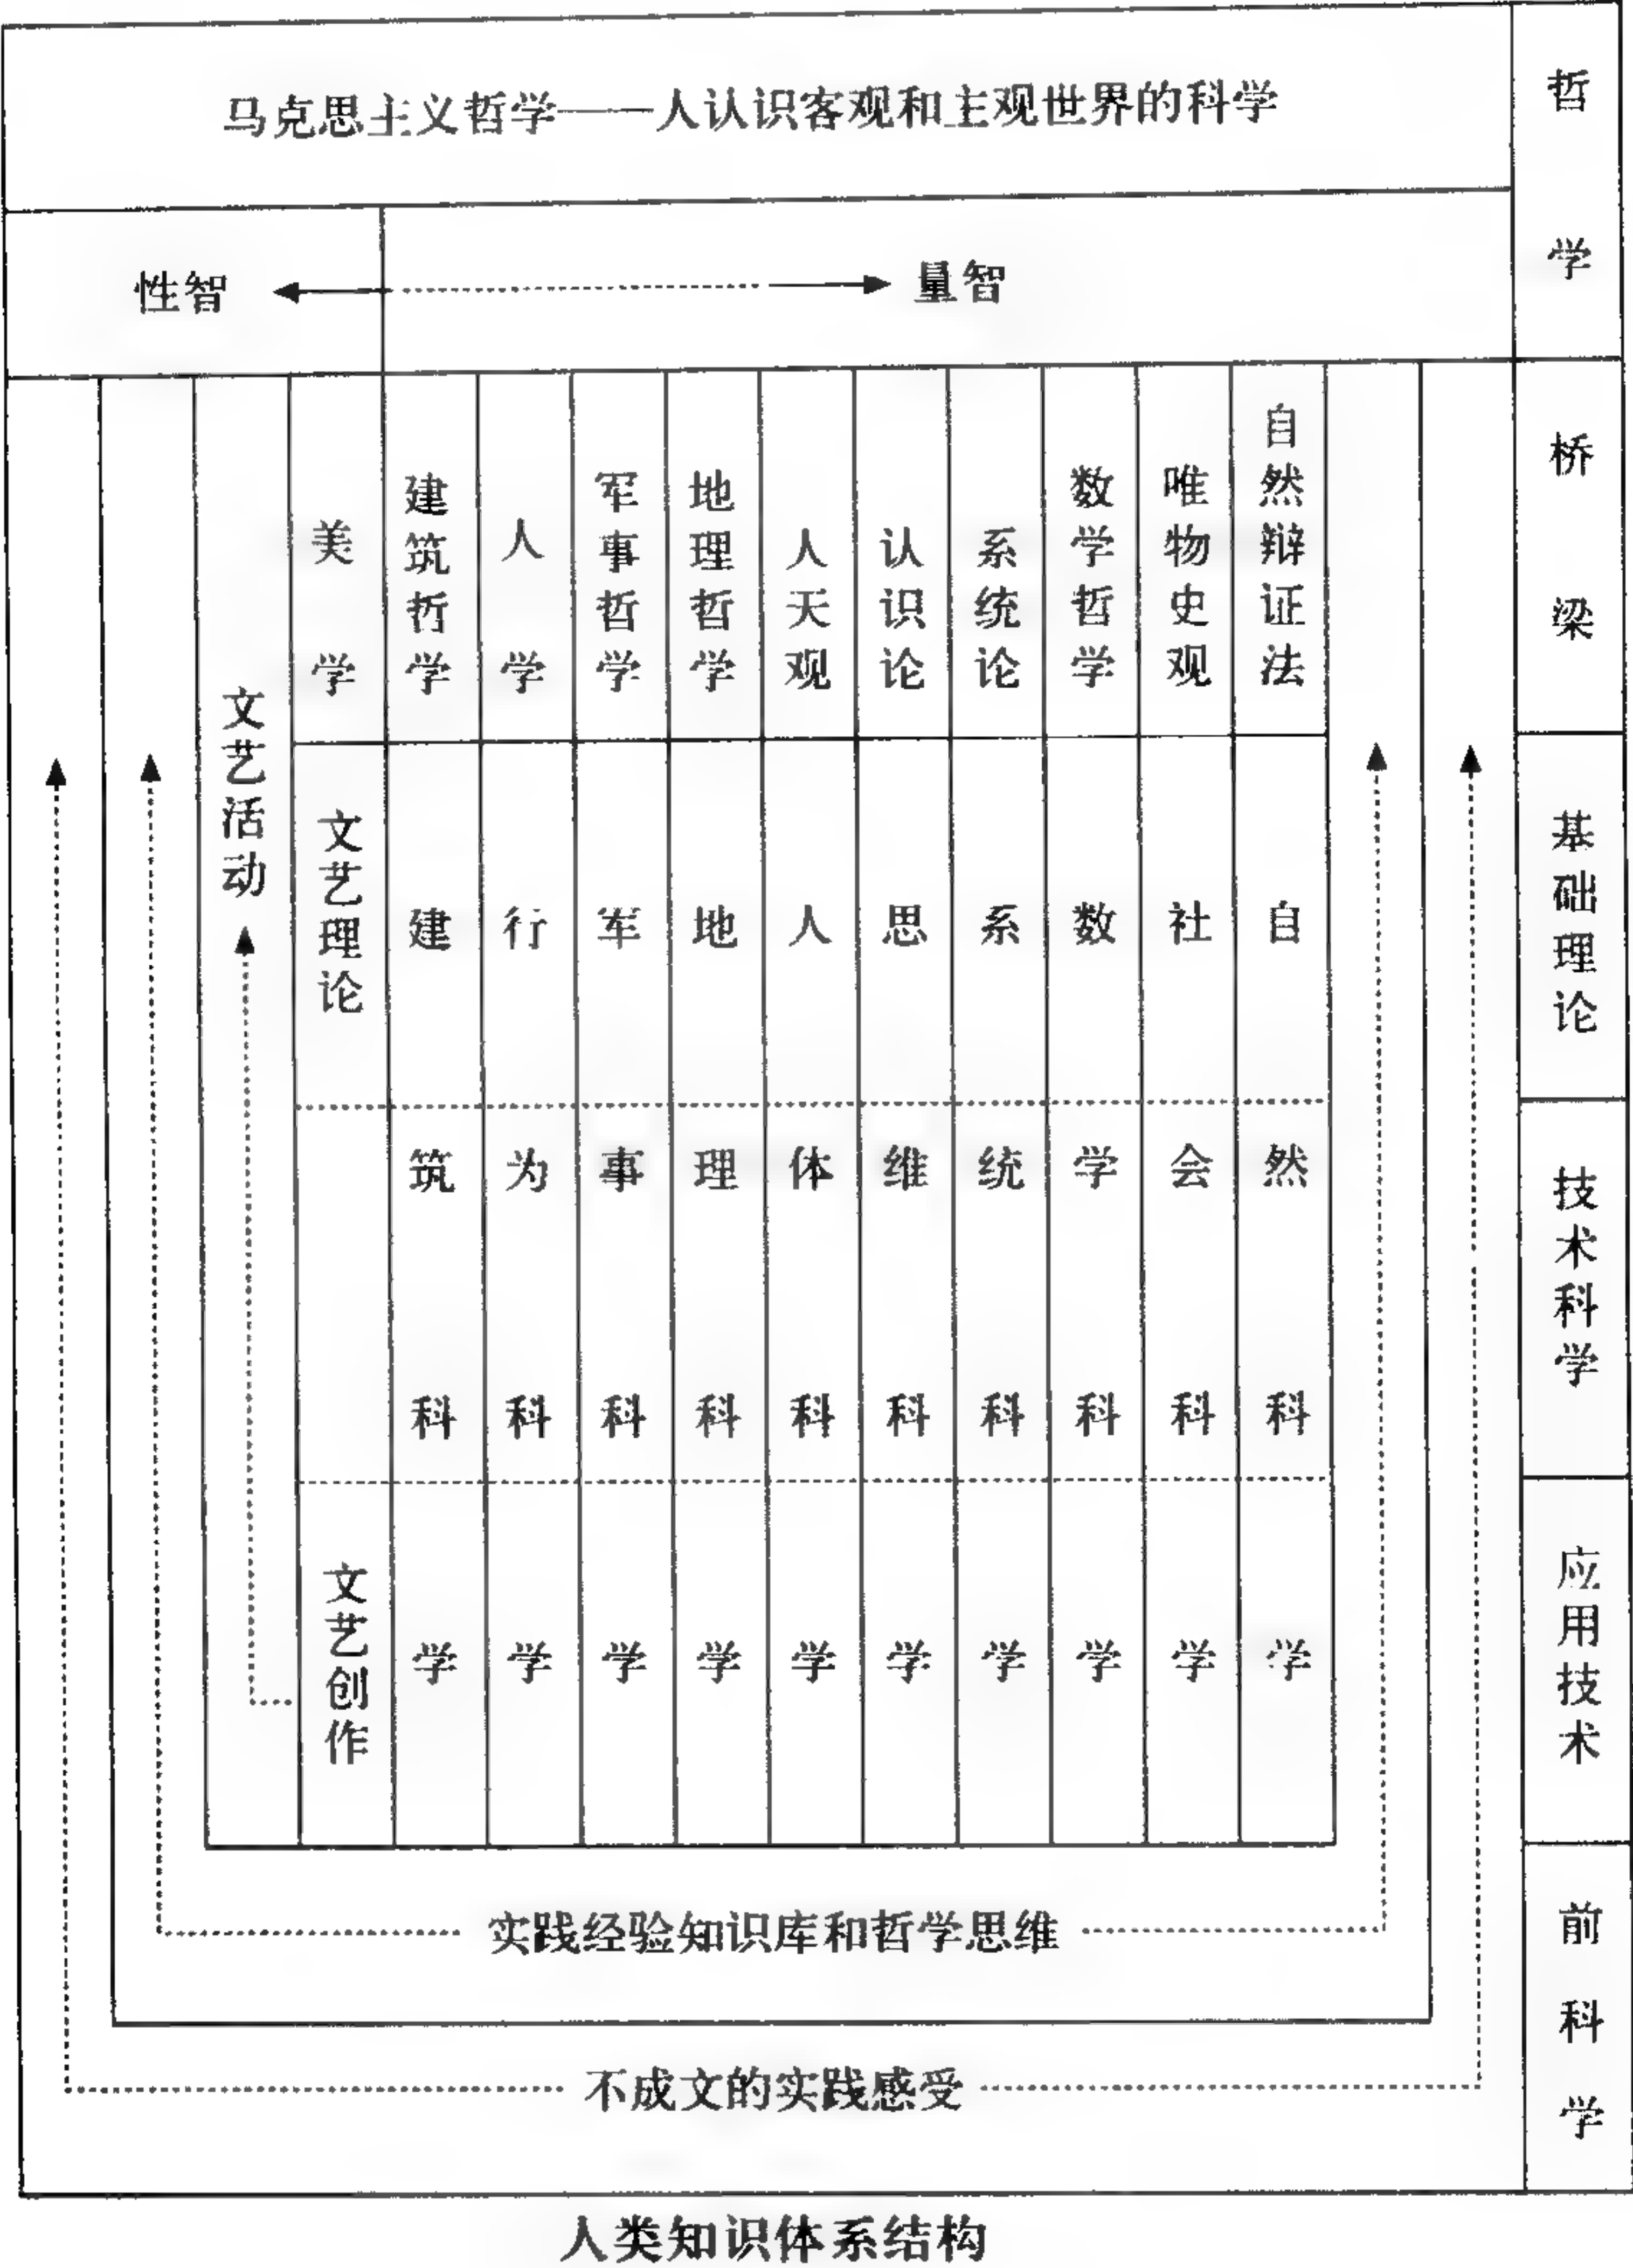 马克思主义哲学——人认识客观和主观世界的科学
哲学
性智
量智
桥梁
美学
建筑哲学
人学
军事哲学
地理哲学
人天观
认识论
系统论
数学哲学
唯物史观
自然辩证法
文艺活动
文艺理论
文艺创作
建筑科学
行为科学
军事科学
地理科学
人体科学
思维科学
系统科学
数学科学
社会科学
自然科学
基础理论
技术科学
应用技术
前科学
实践经验知识库和哲学思维
不成文的实践感受
人类知识体系结构